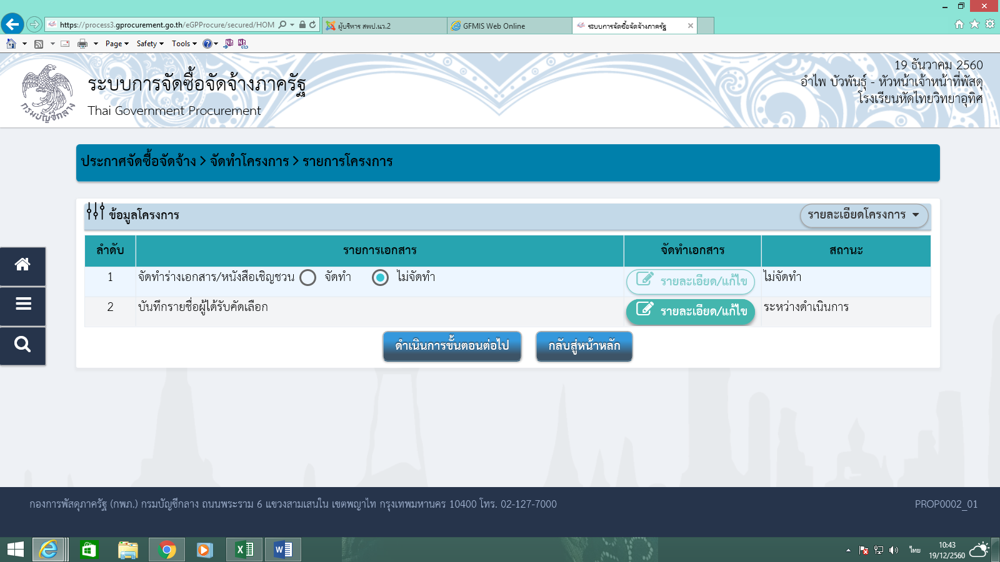 https://process3.gprocurement.go.th/eGPProcure/secured/HOM
ผู้บริหาร สพป.นว.2
GFMIS Web Online
ระบบการจัดซื้อจัดจ้างภาครัฐ
Page
Safety
Tools
กรมบัญชีกลาง
ระบบการจัดซื้อจัดจ้างภาครัฐ
Thai Government Procurement
19 ธันวาคม 2560
อำไพ บัวพันธุ์ - หัวหน้าเจ้าหน้าที่พัสดุ
โรงเรียนหัดไทยวิทยาอุทิศ
ประกาศจัดซื้อจัดจ้าง > จัดทำโครงการ > รายการโครงการ
ข้อมูลโครงการ
รายละเอียดโครงการ
ลำดับ รายการเอกสาร จัดทำเอกสาร สถานะ
1 จัดทำร่างเอกสาร/หนังสือเชิญชวน จัดทำ ไม่จัดทำ รายละเอียด/แก้ไข ไม่จัดทำ
2 บันทึกรายชื่อผู้ได้รับคัดเลือก รายละเอียด/แก้ไข ระหว่างดำเนินการ
ดำเนินการขั้นตอนต่อไป กลับสู่หน้าหลัก
กองการพัสดุภาครัฐ (กพภ.) กรมบัญชีกลาง ถนนพระราม 6 แขวงสามเสนใน เขตพญาไท กรุงเทพมหานคร 10400 โทร. 02-127-7000
PROP0002_01
ไทย
10:43
19/12/2560